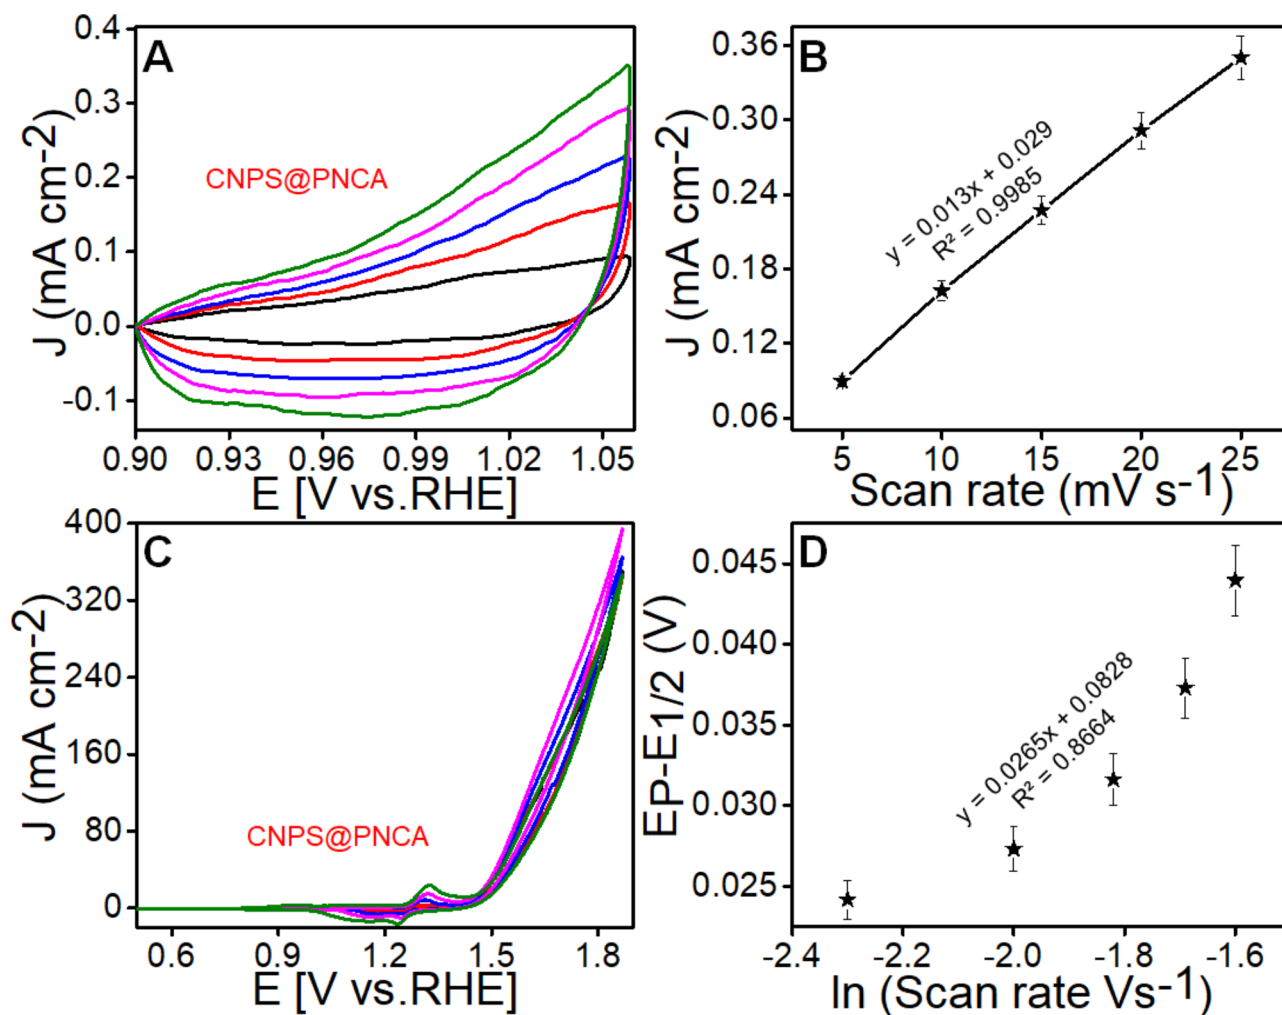 A
J (mA cm-2)
0.4
0.3
0.2
0.1
0.0
-0.1
CNPS@PNCA
0.90 0.93 0.96 0.99 1.02 1.05
E [V vs.RHE]
B
J (mA cm-2)
0.36
0.30
0.24
0.18
0.12
0.06
y = 0.013x + 0.029
R² = 0.9985
5 10 15 20 25
Scan rate (mV s-1)
C
J (mA cm-2)
400
320
240
160
80
0
CNPS@PNCA
0.6 0.9 1.2 1.5 1.8
E [V vs.RHE]
D
EP-E1/2 (V)
0.045
0.040
0.035
0.030
0.025
y = 0.0265x + 0.0828
R² = 0.8664
-2.4 -2.2 -2.0 -1.8 -1.6
ln (Scan rate Vs-1)